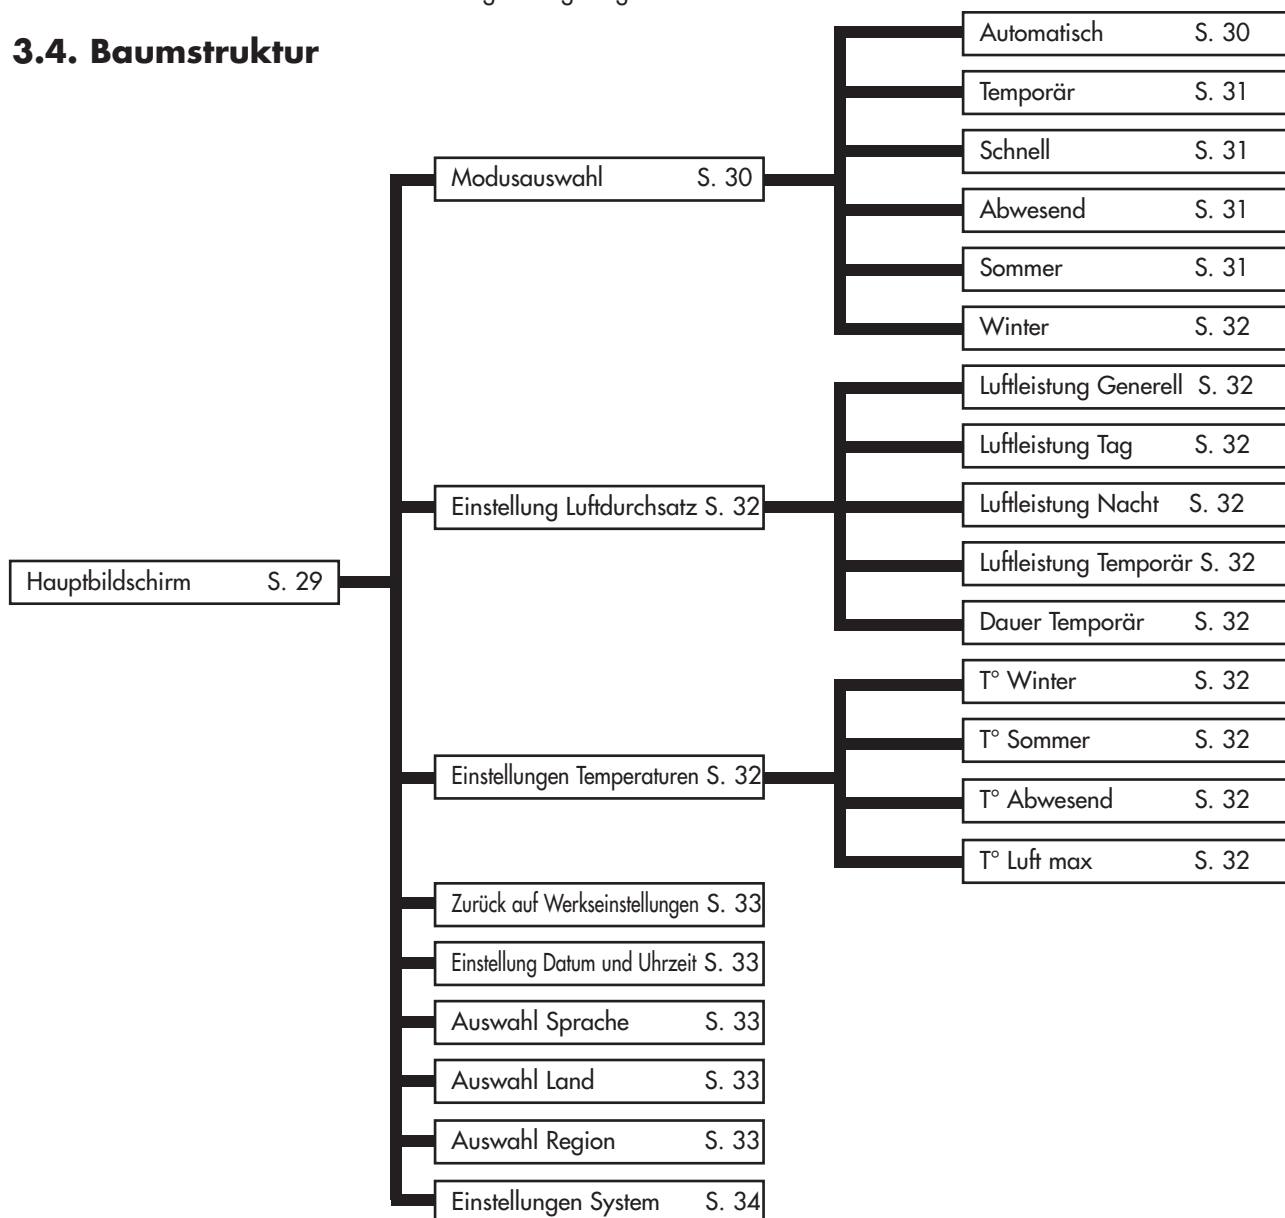 3.4. Baumstruktur
Hauptbildschirm S. 29
Modusauswahl S. 30
Automatisch S. 30
Temporär S. 31
Schnell S. 31
Abwesend S. 31
Sommer S. 31
Winter S. 32
Einstellung Luftdurchsatz S. 32
Luftleistung Generell S. 32
Luftleistung Tag S. 32
Luftleistung Nacht S. 32
Luftleistung Temporär S. 32
Dauer Temporär S. 32
Einstellungen Temperaturen S. 32
T° Winter S. 32
T° Sommer S. 32
T° Abwesend S. 32
T° Luft max S. 32
Zurück auf Werkseinstellungen S. 33
Einstellung Datum und Uhrzeit S. 33
Auswahl Sprache S. 33
Auswahl Land S. 33
Auswahl Region S. 33
Einstellungen System S. 34